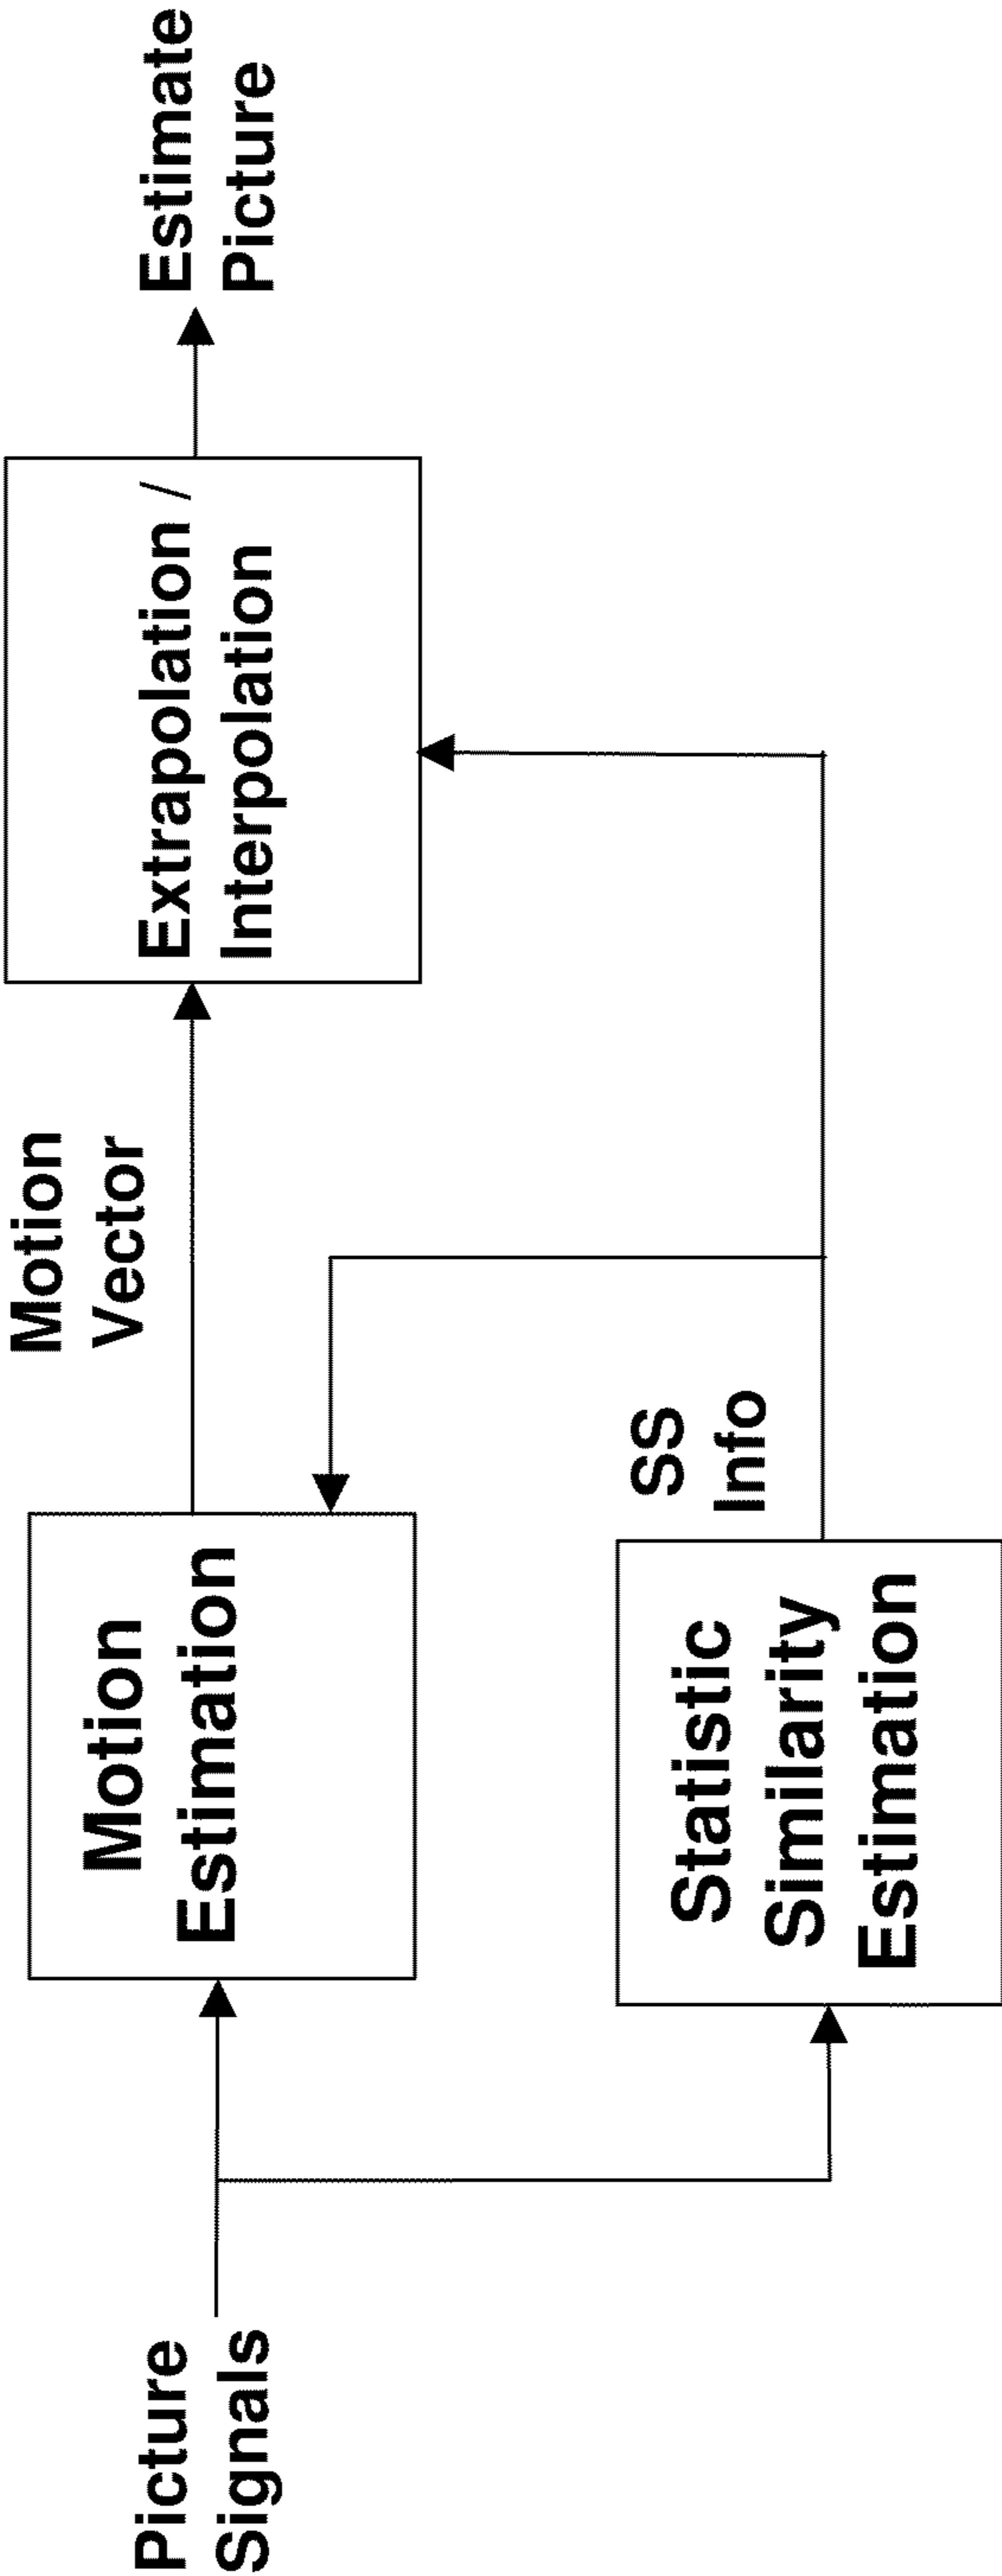 Picture
Signals
Motion
Estimation
Motion
Vector
Extrapolation /
Interpolation
Estimate
Picture
Statistic
Similarity
Estimation
SS
Info